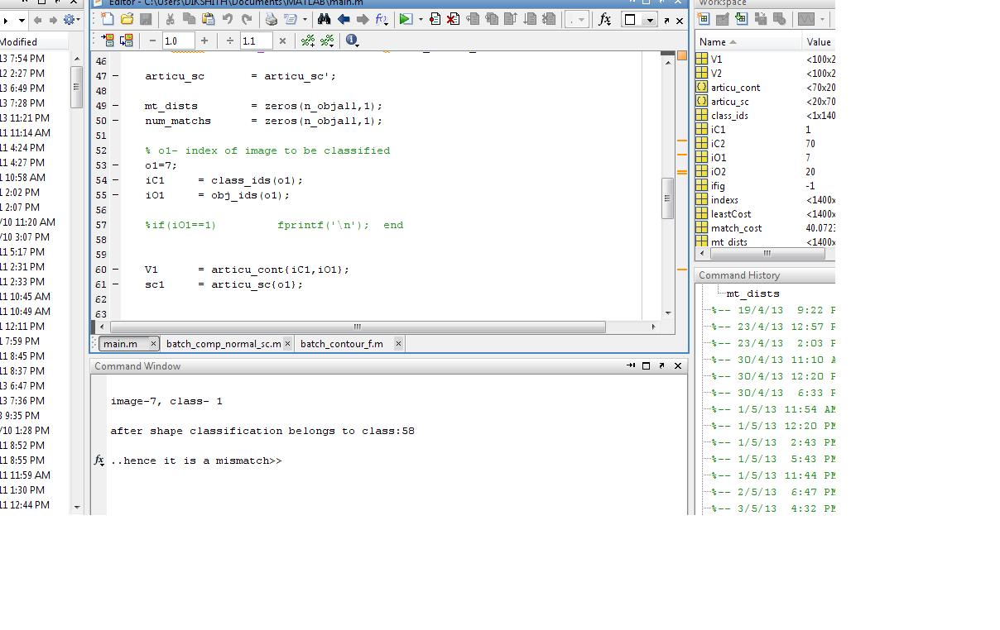 Editor - C:\Users\DIKSHITH\Documents\MATLAB\main.m
1.0
1.1
46
47 - articu_sc = articu_sc';
48
49 - mt_dists = zeros(n_objall,1);
50 - num_matchs = zeros(n_objall,1);
51
52 % o1- index of image to be classified
53 - o1=7;
54 - iC1 = class_ids(o1);
55 - iO1 = obj_ids(o1);
56
57 %if(iO1==1) fprintf('\n'); end
58
59
60 - V1 = articu_cont{iC1,iO1};
61 - sc1 = articu_sc{o1};
62
63
main.m
batch_comp_normal_sc.m
batch_contour_f.m
Command Window
image-7, class- 1
after shape classification belongs to class:58
fx ..hence it is a mismatch>>
Modified
13 7:54 PM
12 2:27 PM
13 6:49 PM
13 7:28 PM
13 11:21 PM
11 11:14 AM
11 4:24 PM
11 4:27 PM
1 10:58 AM
1 2:02 PM
1 2:07 PM
/10 11:20 AM
/10 3:07 PM
11 5:17 PM
11 2:31 PM
11 2:33 PM
11 10:45 AM
11 10:49 AM
1 12:11 PM
1 7:59 PM
11 8:45 PM
11 8:37 PM
13 6:47 PM
13 7:36 PM
3 9:35 PM
/10 1:28 PM
11 8:52 PM
11 8:55 PM
11 11:59 AM
11 1:30 PM
11 12:44 PM
Workspace
Name Value
V1 <100x2
V2 <100x2
articu_cont <70x20
articu_sc <20x70
class_ids <1x140
iC1 1
iC2 70
iO1 7
iO2 20
ifig -1
indexs <1400x
leastCost <1400x
match_cost 40.0723
mt_dists <1400x
Command History
mt_dists
%-- 19/4/13 9:22 P
%-- 23/4/13 12:57 P
%-- 23/4/13 2:03 P
%-- 30/4/13 11:10 A
%-- 30/4/13 12:20 P
%-- 30/4/13 6:33 P
%-- 1/5/13 11:54 AM
%-- 1/5/13 12:20 PM
%-- 1/5/13 2:43 PM
%-- 1/5/13 5:43 PM
%-- 1/5/13 11:44 PM
%-- 2/5/13 6:47 PM
%-- 3/5/13 4:32 PM